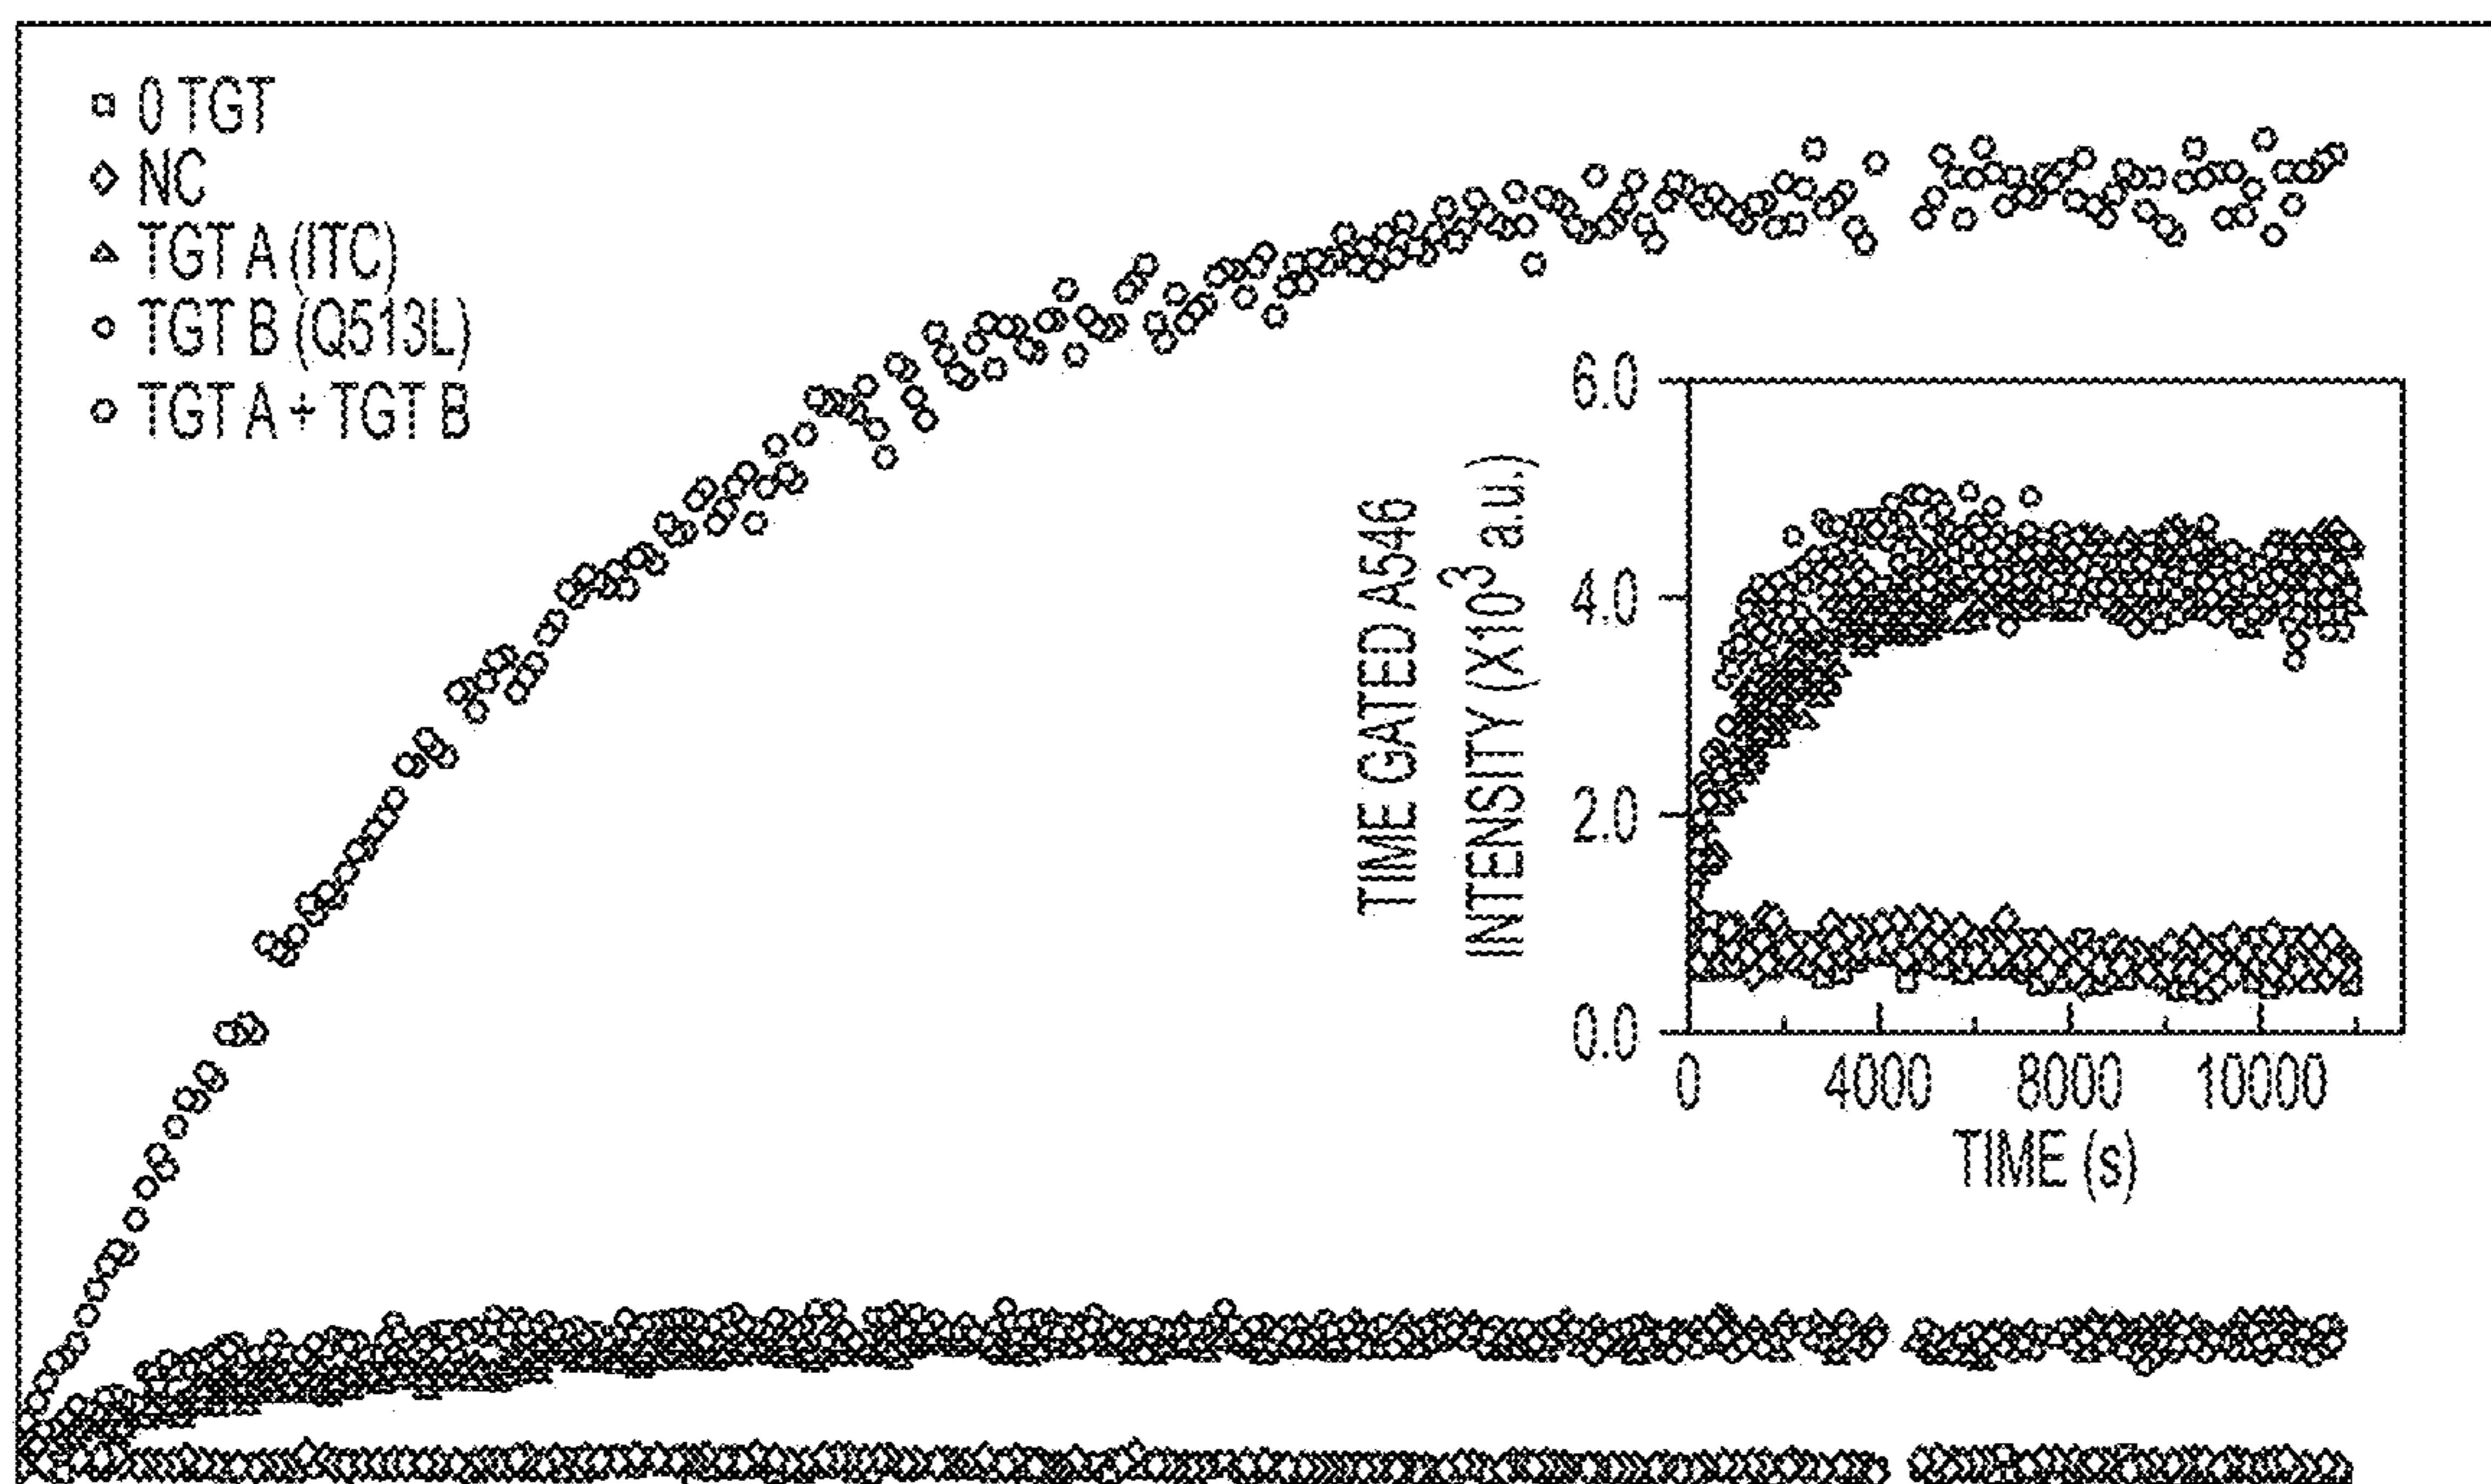 0 TGT
NC
TGT A (ITC)
TGT B (Q513L)
TGT A + TGT B
TIME GATED A546
INTENSITY (X10³ a.u.)
6.0
4.0
2.0
0.0
0 4000 8000 10000
TIME (s)